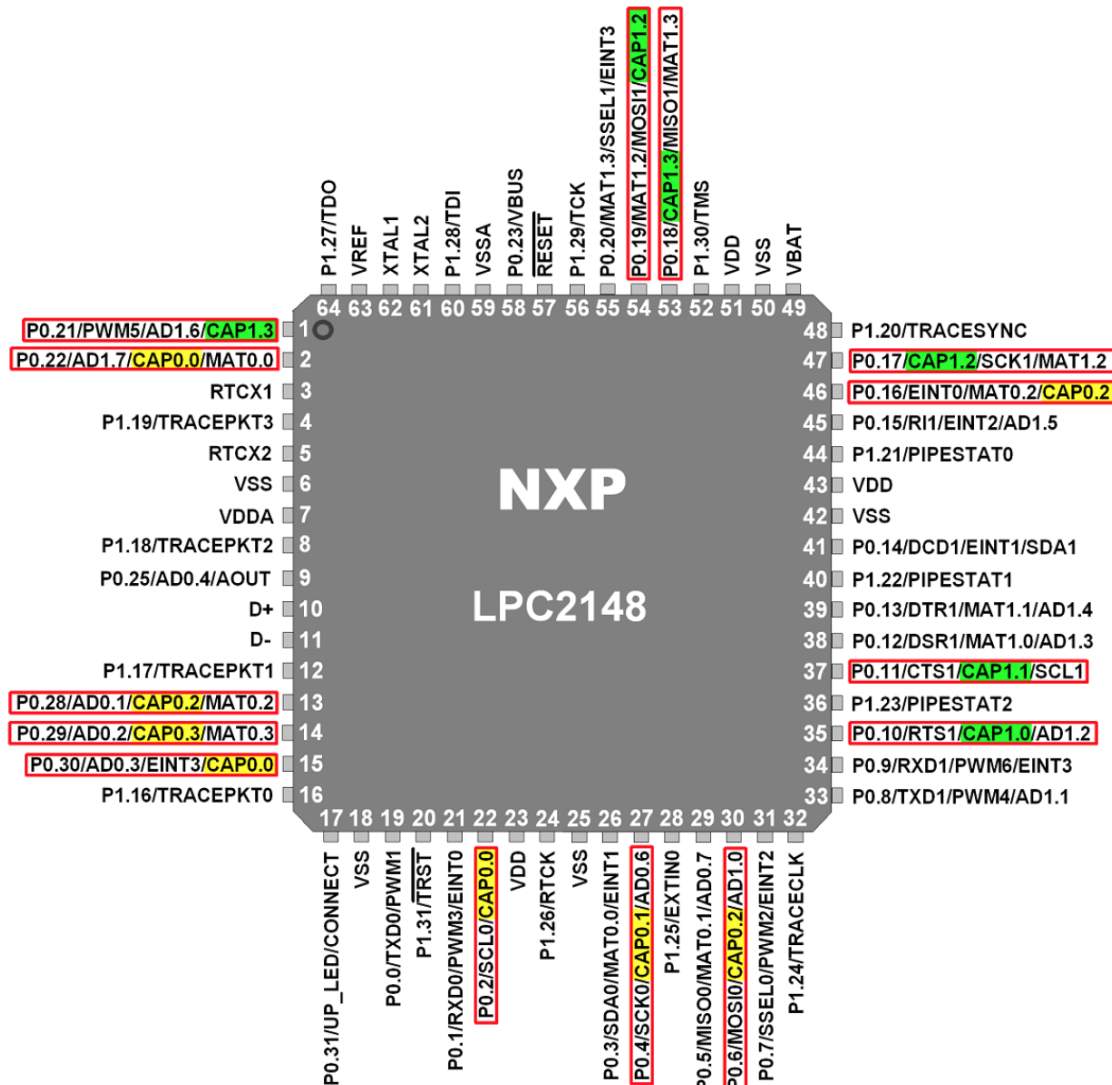 P1.27/TDO
VREF
XTAL1
XTAL2
P1.28/TDI
VSSA
P0.23/VBUS
RESET
P1.29/TCK
P0.20/MAT1.3/SSEL1/EINT3
P0.19/MAT1.2/MOSI1/CAP1.2
P0.18/CAP1.3/MISO1/MAT1.3
P1.30/TMS
VDD
VSS
VBAT
64 63 62 61 60 59 58 57 56 55 54 53 52 51 50 49
P0.21/PWM5/AD1.6/CAP1.3 1
P0.22/AD1.7/CAP0.0/MAT0.0 2
RTCX1 3
P1.19/TRACEPKT3 4
RTCX2 5
VSS 6
VDDA 7
P1.18/TRACEPKT2 8
P0.25/AD0.4/AOUT 9
D+ 10
D- 11
P1.17/TRACEPKT1 12
P0.28/AD0.1/CAP0.2/MAT0.2 13
P0.29/AD0.2/CAP0.3/MAT0.3 14
P0.30/AD0.3/EINT3/CAP0.0 15
P1.16/TRACEPKT0 16
NXP
LPC2148
48 P1.20/TRACESYNC
47 P0.17/CAP1.2/SCK1/MAT1.2
46 P0.16/EINT0/MAT0.2/CAP0.2
45 P0.15/RI1/EINT2/AD1.5
44 P1.21/PIPESTAT0
43 VDD
42 VSS
41 P0.14/DCD1/EINT1/SDA1
40 P1.22/PIPESTAT1
39 P0.13/DTR1/MAT1.1/AD1.4
38 P0.12/DSR1/MAT1.0/AD1.3
37 P0.11/CTS1/CAP1.1/SCL1
36 P1.23/PIPESTAT2
35 P0.10/RTS1/CAP1.0/AD1.2
34 P0.9/RXD1/PWM6/EINT3
33 P0.8/TXD1/PWM4/AD1.1
17 18 19 20 21 22 23 24 25 26 27 28 29 30 31 32
P0.31/UP_LED/CONNECT
VSS
P0.0/TXD0/PWM1
P1.31/TRST
P0.1/RXD0/PWM3/EINT0
P0.2/SCL0/CAP0.0
VDD
P1.26/RTCK
VSS
P0.3/SDA0/MAT0.0/EINT1
P0.4/SCK0/CAP0.1/AD0.6
P1.25/EXTIN0
P0.5/MISO0/MAT0.1/AD0.7
P0.6/MOSI0/CAP0.2/AD1.0
P0.7/SSEL0/PWM2/EINT2
P1.24/TRACECLK